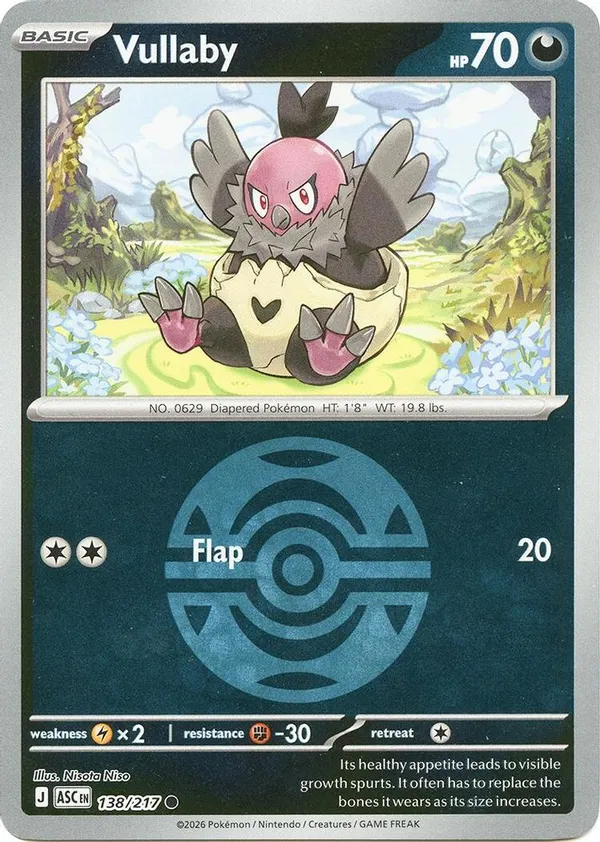 BASIC
Vullaby
HP 70
NO. 0629 Diapered Pokémon HT: 1'8" WT: 19.8 lbs.
Flap 20
weakness ×2 resistance -30 retreat
Its healthy appetite leads to visible
growth spurts. It often has to replace the
bones it wears as its size increases.
Illus. Nisota Niso
J ASC EN 138/217
©2026 Pokémon / Nintendo / Creatures / GAME FREAK